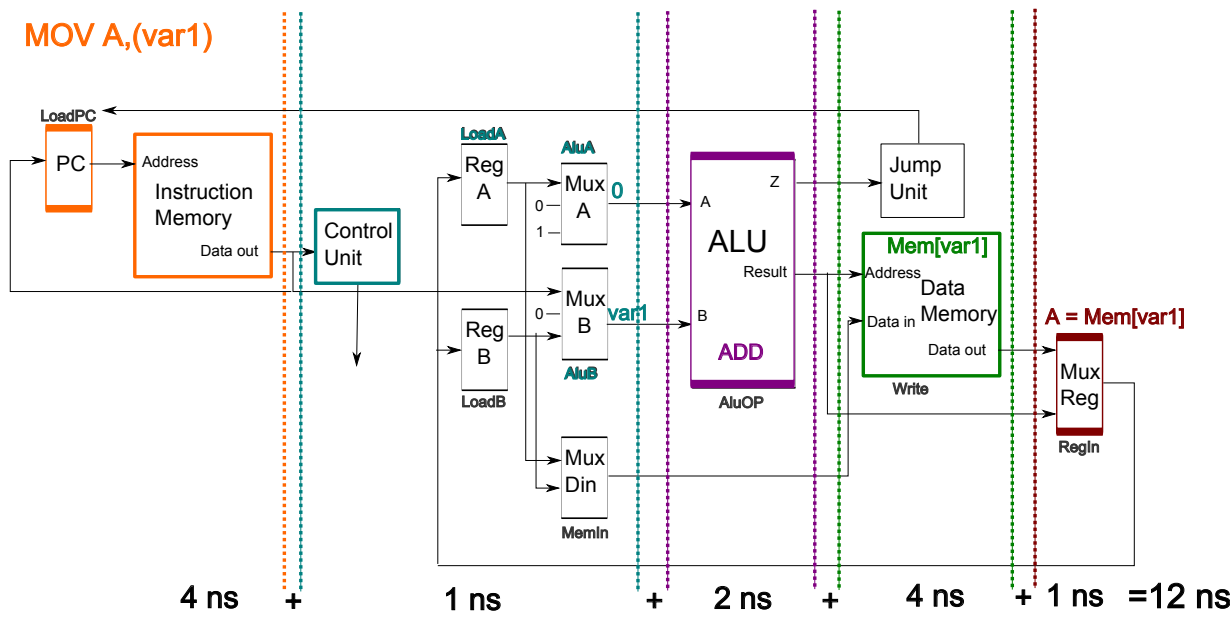 MOV A,(var1)
LoadPC
PC
Address
Instruction
Memory
Data out
Control
Unit
LoadA
Reg
A
AluA
Mux
A
0
1
0
Mux
B
0
var1
AluB
Reg
B
LoadB
Mux
Din
MemIn
A
Z
ALU
Result
B
ADD
AluOP
Jump
Unit
Mem[var1]
Address
Data
Memory
Data in
Data out
Write
A = Mem[var1]
Mux
Reg
RegIn
4 ns + 1 ns + 2 ns + 4 ns + 1 ns =12 ns